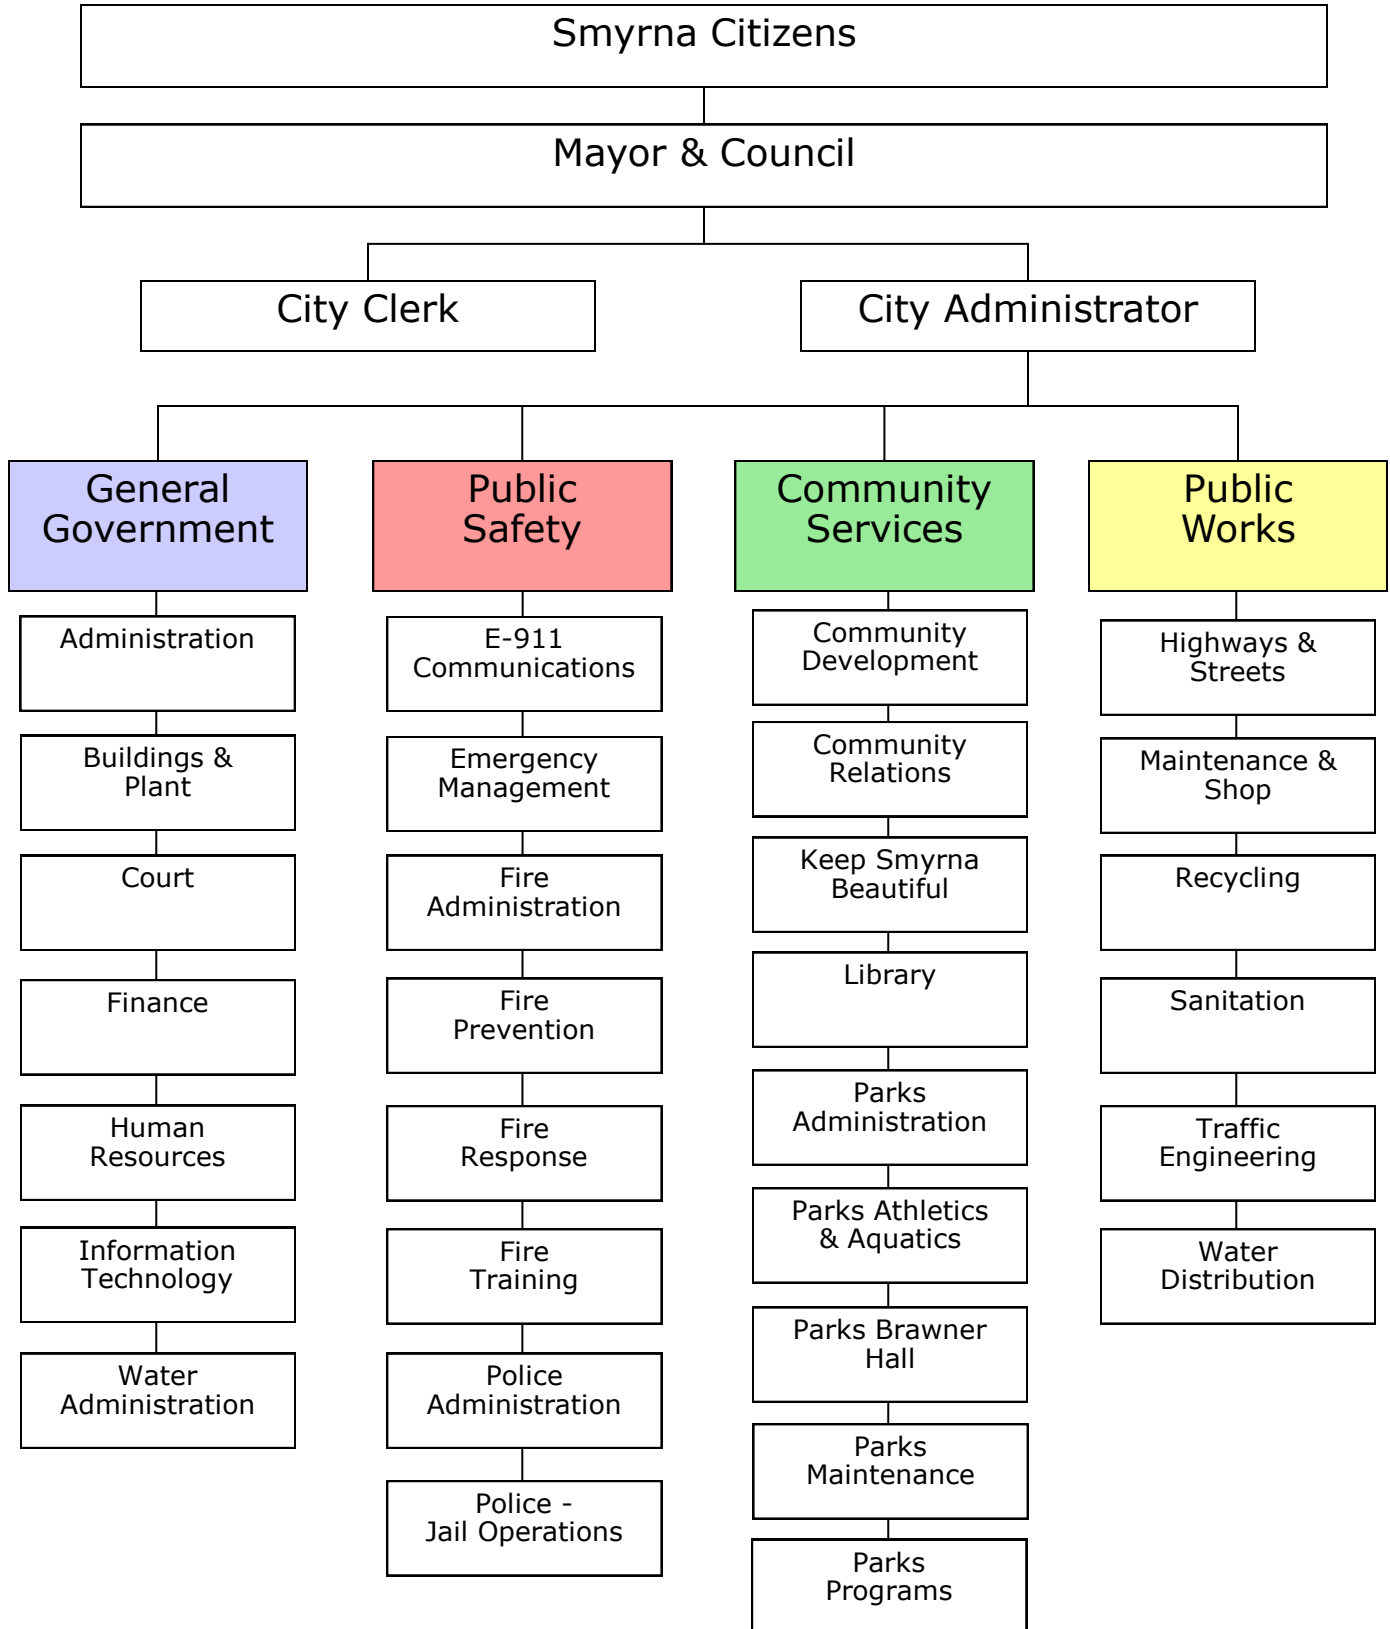 Smyrna Citizens
Mayor & Council
City Clerk
City Administrator
General
Government
Public
Safety
Community
Services
Public
Works
Administration
Buildings &
Plant
Court
Finance
Human
Resources
Information
Technology
Water
Administration
E-911
Communications
Emergency
Management
Fire
Administration
Fire
Prevention
Fire
Response
Fire
Training
Police
Administration
Police -
Jail Operations
Community
Development
Community
Relations
Keep Smyrna
Beautiful
Library
Parks
Administration
Parks Athletics
& Aquatics
Parks Brawner
Hall
Parks
Maintenance
Parks
Programs
Highways &
Streets
Maintenance &
Shop
Recycling
Sanitation
Traffic
Engineering
Water
Distribution